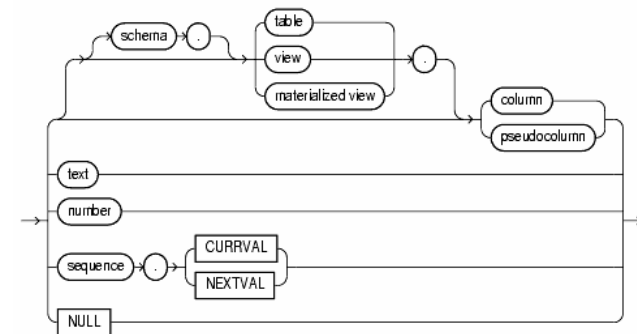 schema .
table
view .
materialized view
column
pseudocolumn
text
number
sequence .
CURRVAL
NEXTVAL
NULL